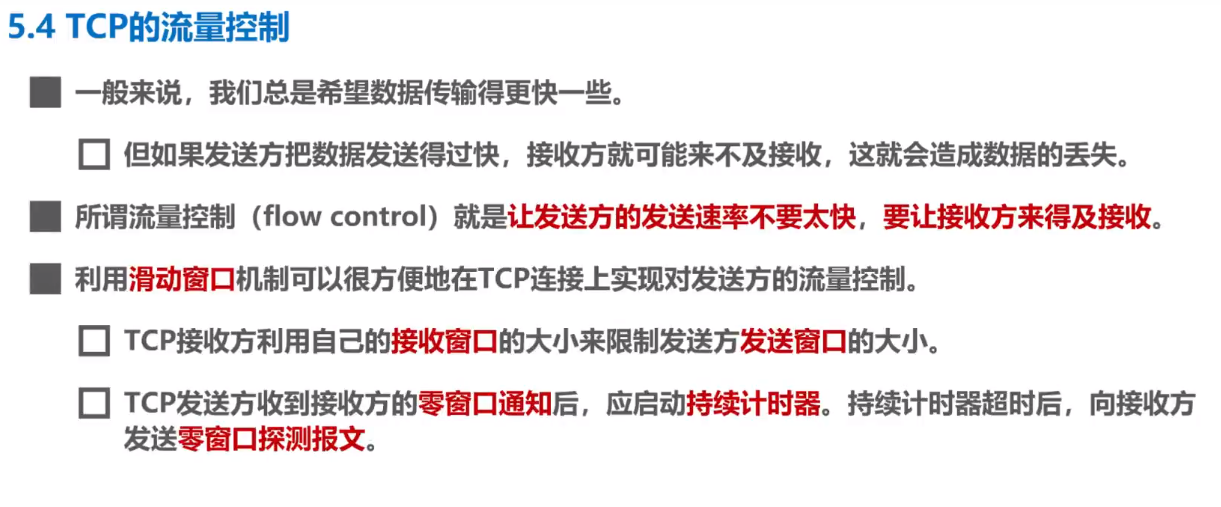 5.4 TCP的流量控制
一般来说，我们总是希望数据传输得更快一些。
但如果发送方把数据发送得过快，接收方就可能来不及接收，这就会造成数据的丢失。
所谓流量控制（flow control）就是让发送方的发送速率不要太快，要让接收方来得及接收。
利用滑动窗口机制可以很方便地在TCP连接上实现对发送方的流量控制。
TCP接收方利用自己的接收窗口的大小来限制发送方发送窗口的大小。
TCP发送方收到接收方的零窗口通知后，应启动持续计时器。持续计时器超时后，向接收方
发送零窗口探测报文。